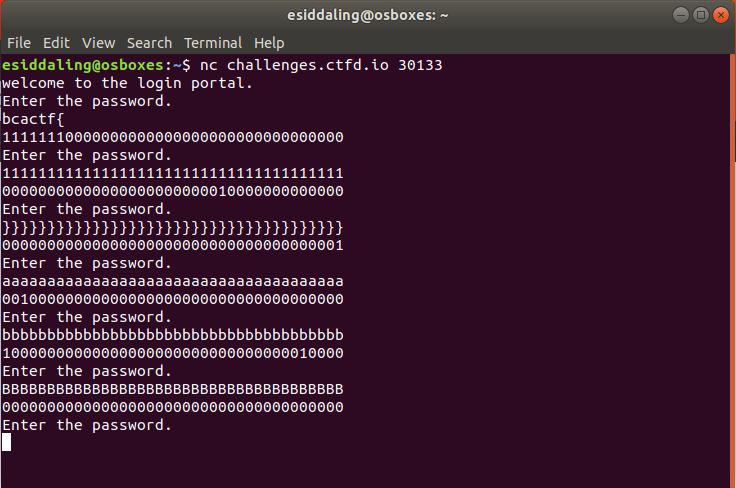 esiddaling@osboxes: ~
File Edit View Search Terminal Help
esiddaling@osboxes:~$ nc challenges.ctfd.io 30133
welcome to the login portal.
Enter the password.
bcactf{
11111110000000000000000000000000000000
Enter the password.
11111111111111111111111111111111111111
00000000000000000000000010000000000000
Enter the password.
}}}}}}}}}}}}}}}}}}}}}}}}}}}}}}}}}}}}}}
00000000000000000000000000000000000001
Enter the password.
aaaaaaaaaaaaaaaaaaaaaaaaaaaaaaaaaaaaaa
00100000000000000000000000000000000000
Enter the password.
bbbbbbbbbbbbbbbbbbbbbbbbbbbbbbbbbbbbbb
10000000000000000000000000000000010000
Enter the password.
BBBBBBBBBBBBBBBBBBBBBBBBBBBBBBBBBBBBBB
00000000000000000000000000000000000000
Enter the password.